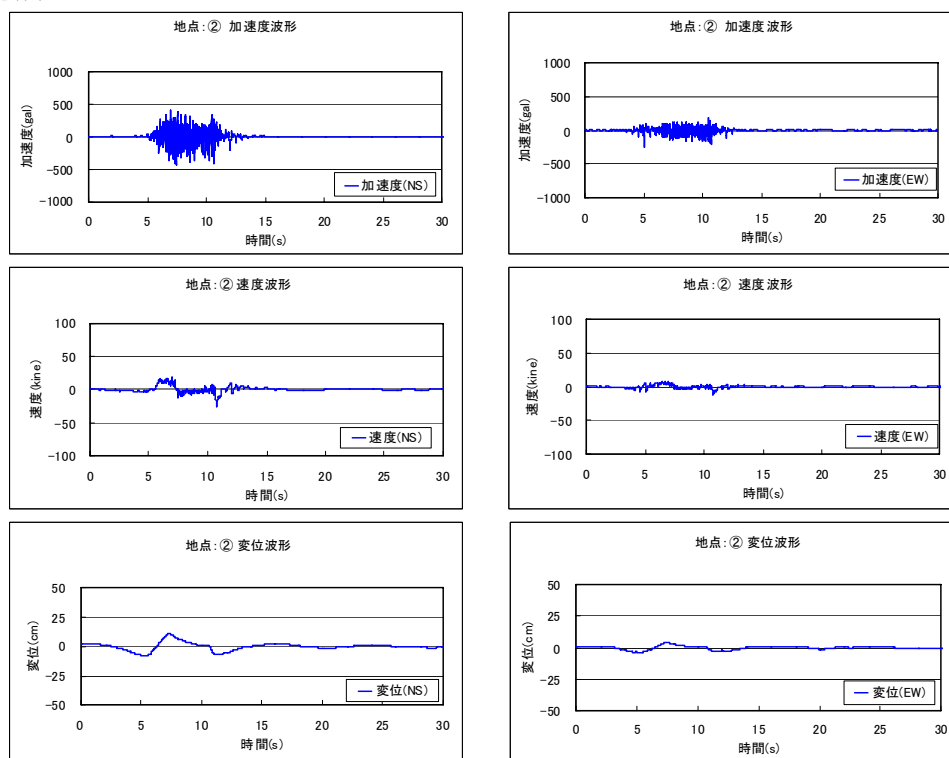 地点:② 加速度波形
1000
500
0
−500
−1000
加速度(gal)
加速度(NS)
0 5 10 15 20 25 30
時間(s)
地点:② 加速度波形
1000
500
0
−500
−1000
加速度(gal)
加速度(EW)
0 5 10 15 20 25 30
時間(s)
地点:② 速度波形
100
50
0
−50
−100
速度(kine)
速度(NS)
0 5 10 15 20 25 30
時間(s)
地点:② 速度波形
100
50
0
−50
−100
速度(kine)
速度(EW)
0 5 10 15 20 25 30
時間(s)
地点:② 変位波形
50
25
0
−25
−50
変位(cm)
変位(NS)
0 5 10 15 20 25 30
時間(s)
地点:② 変位波形
50
25
0
−25
−50
変位(cm)
変位(EW)
0 5 10 15 20 25 30
時間(s)